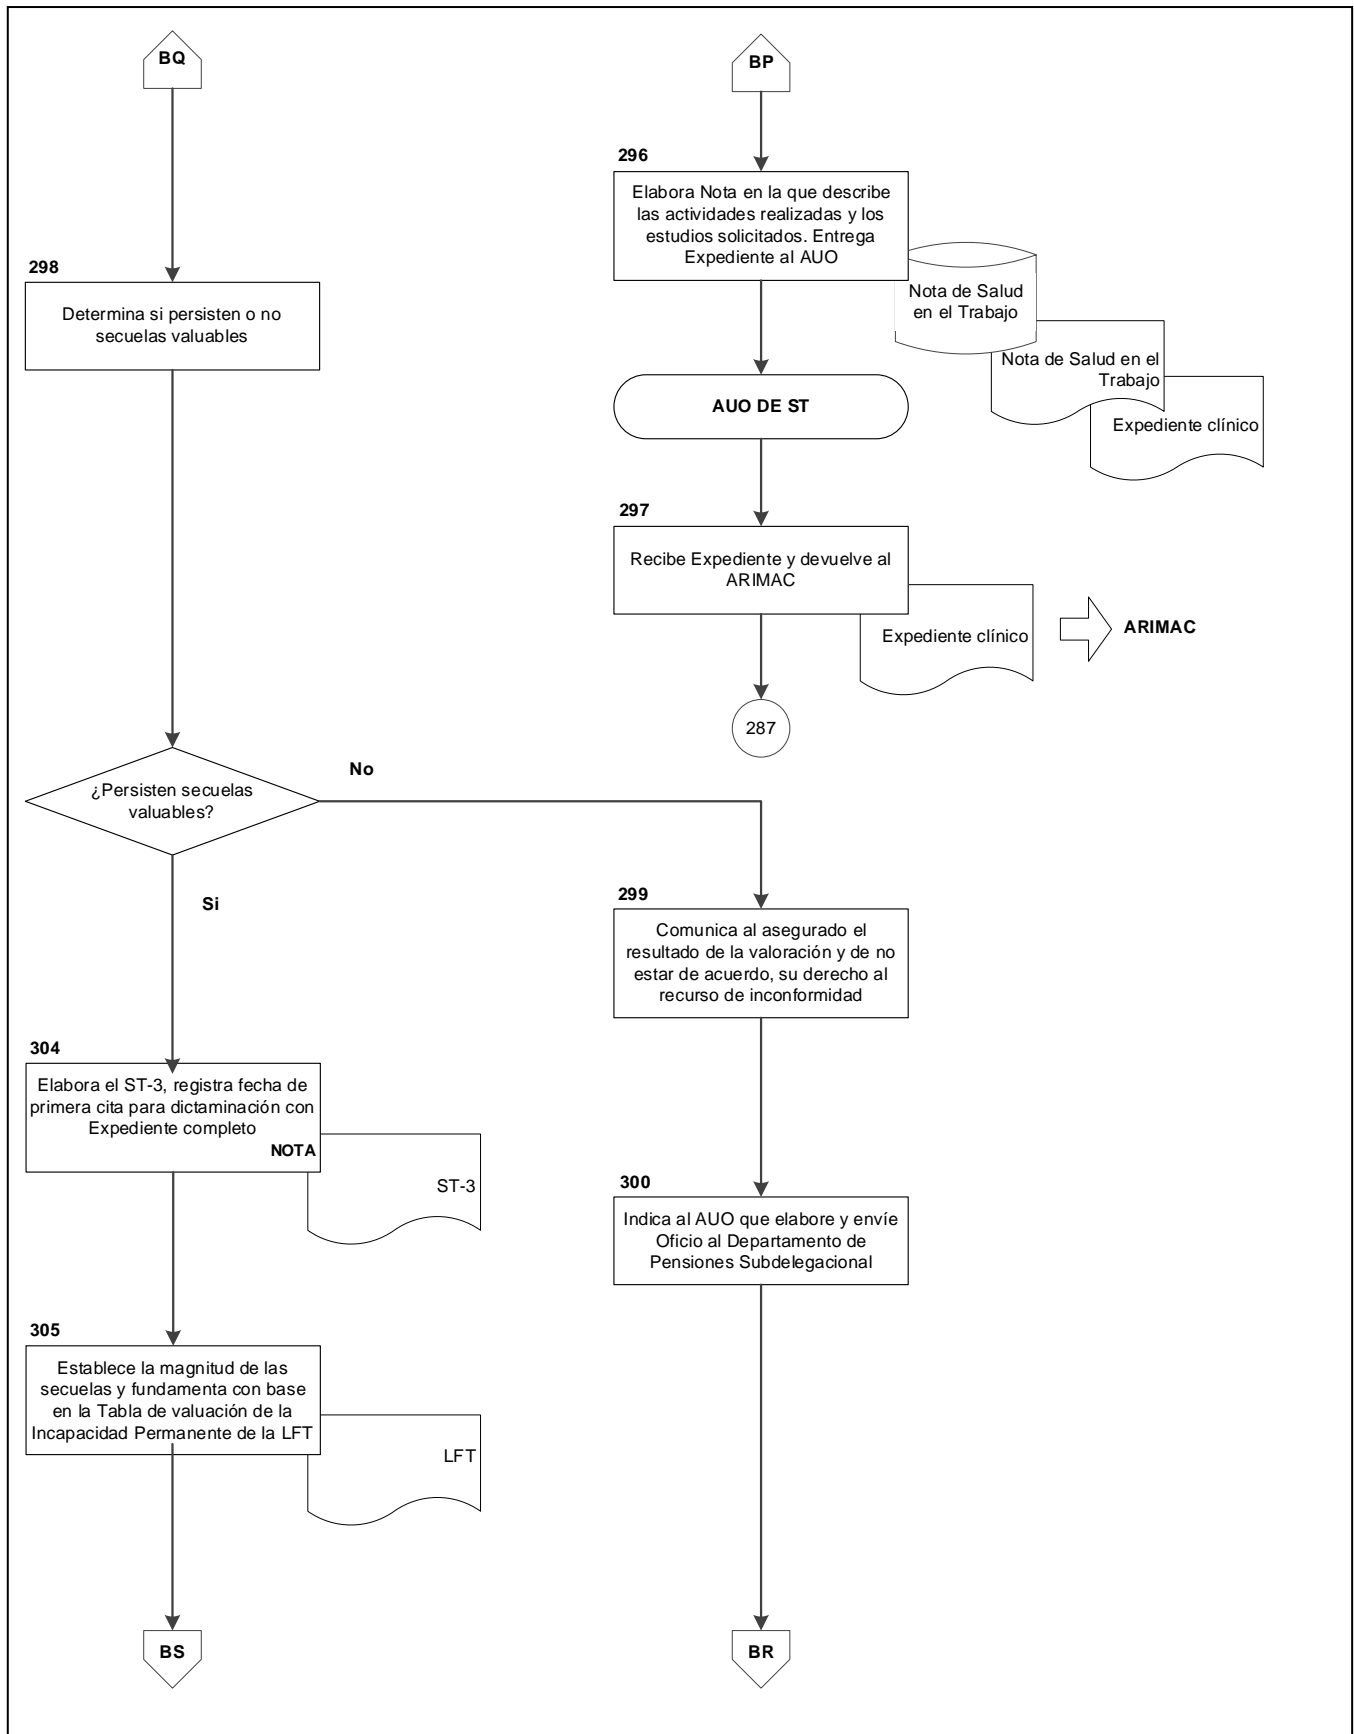 BQ
BP
296
Elabora Nota en la que describe
las actividades realizadas y los
estudios solicitados. Entrega
Expediente al AUO
Nota de Salud
en el Trabajo
Nota de Salud en el
Trabajo
Expediente clínico
298
Determina si persisten o no
secuelas valuables
AUO DE ST
297
Recibe Expediente y devuelve al
ARIMAC
Expediente clínico
ARIMAC
287
¿Persisten secuelas
valuables?
No
Si
299
Comunica al asegurado el
resultado de la valoración y de no
estar de acuerdo, su derecho al
recurso de inconformidad
304
Elabora el ST-3, registra fecha de
primera cita para dictaminación con
Expediente completo
NOTA
ST-3
300
Indica al AUO que elabore y envíe
Oficio al Departamento de
Pensiones Subdelegacional
305
Establece la magnitud de las
secuelas y fundamenta con base
en la Tabla de valuación de la
Incapacidad Permanente de la LFT
LFT
BS
BR